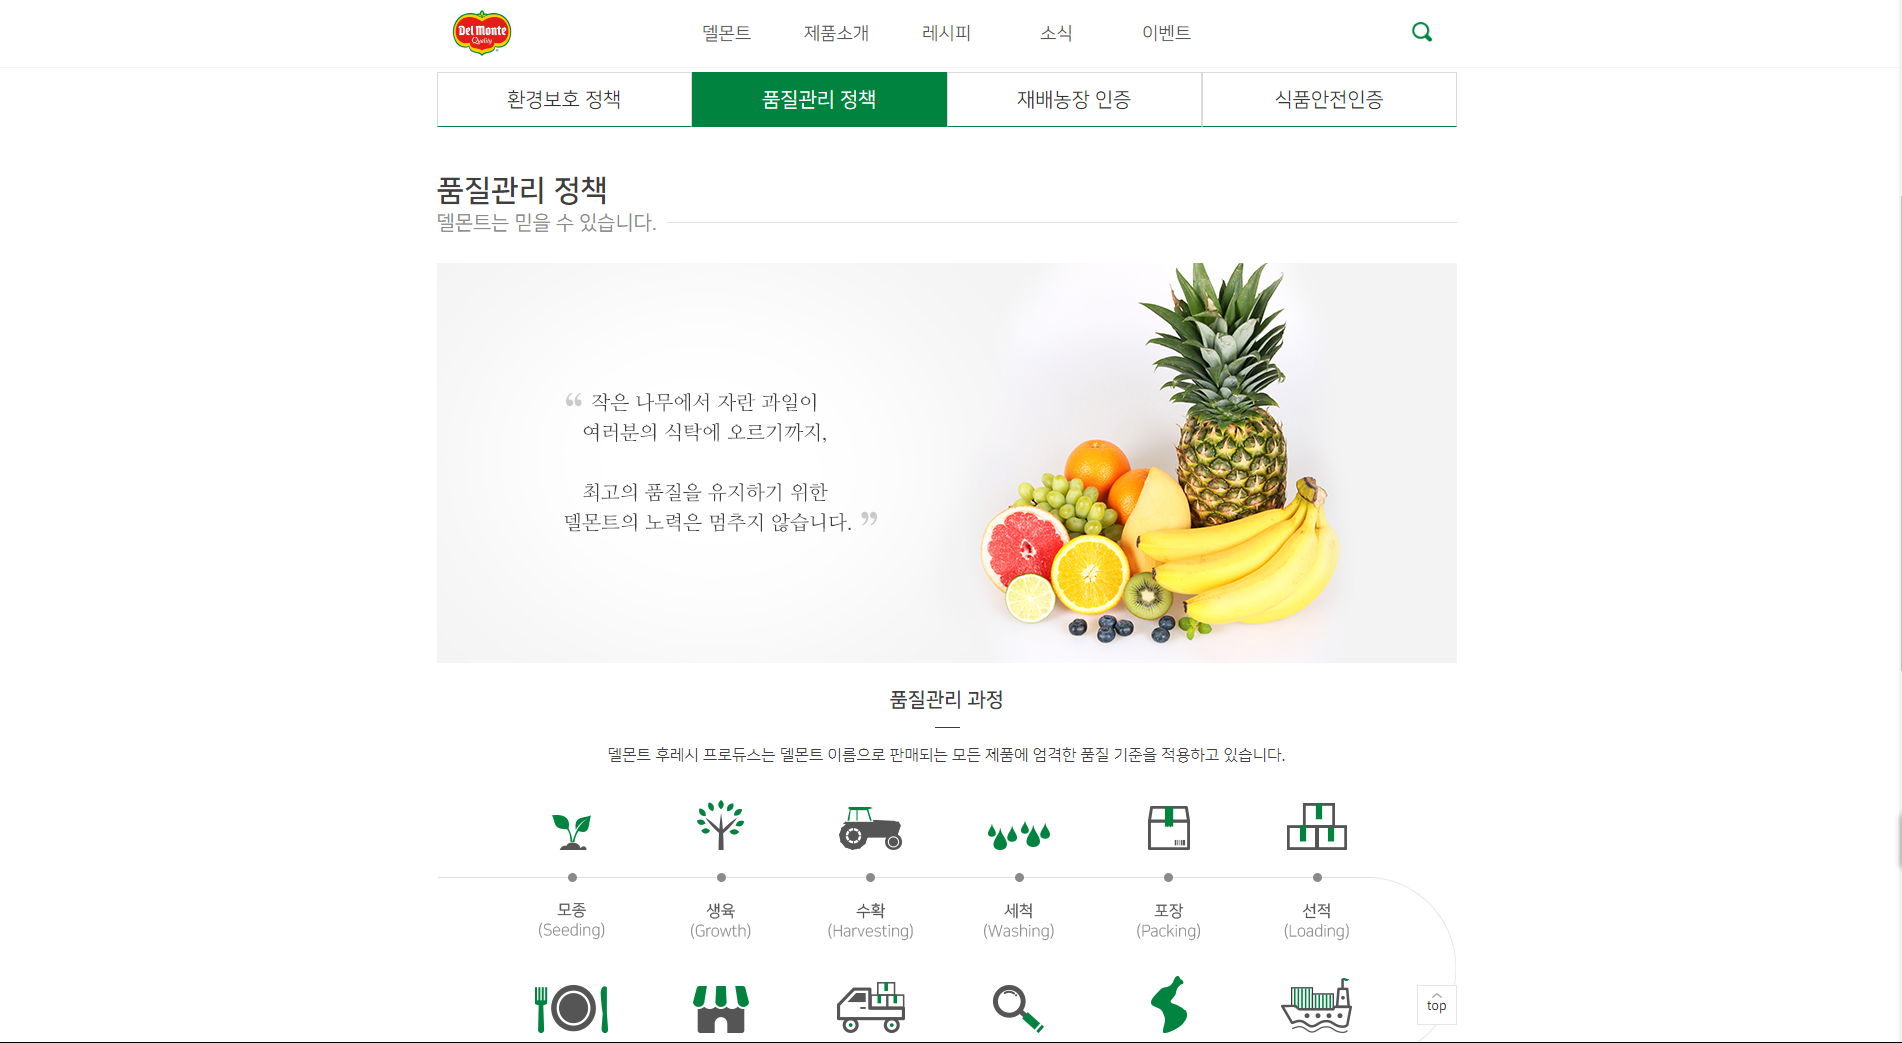 Del Monte
Quality
델몬트
제품소개
레시피
소식
이벤트
환경보호 정책
품질관리 정책
재배농장 인증
식품안전인증
품질관리 정책
델몬트는 믿을 수 있습니다.
“ 작은 나무에서 자란 과일이
여러분의 식탁에 오르기까지,
최고의 품질을 유지하기 위한
델몬트의 노력은 멈추지 않습니다. ”
품질관리 과정
델몬트 후레시 프로듀스는 델몬트 이름으로 판매되는 모든 제품에 엄격한 품질 기준을 적용하고 있습니다.
모종
(Seeding)
생육
(Growth)
수확
(Harvesting)
세척
(Washing)
포장
(Packing)
선적
(Loading)
top